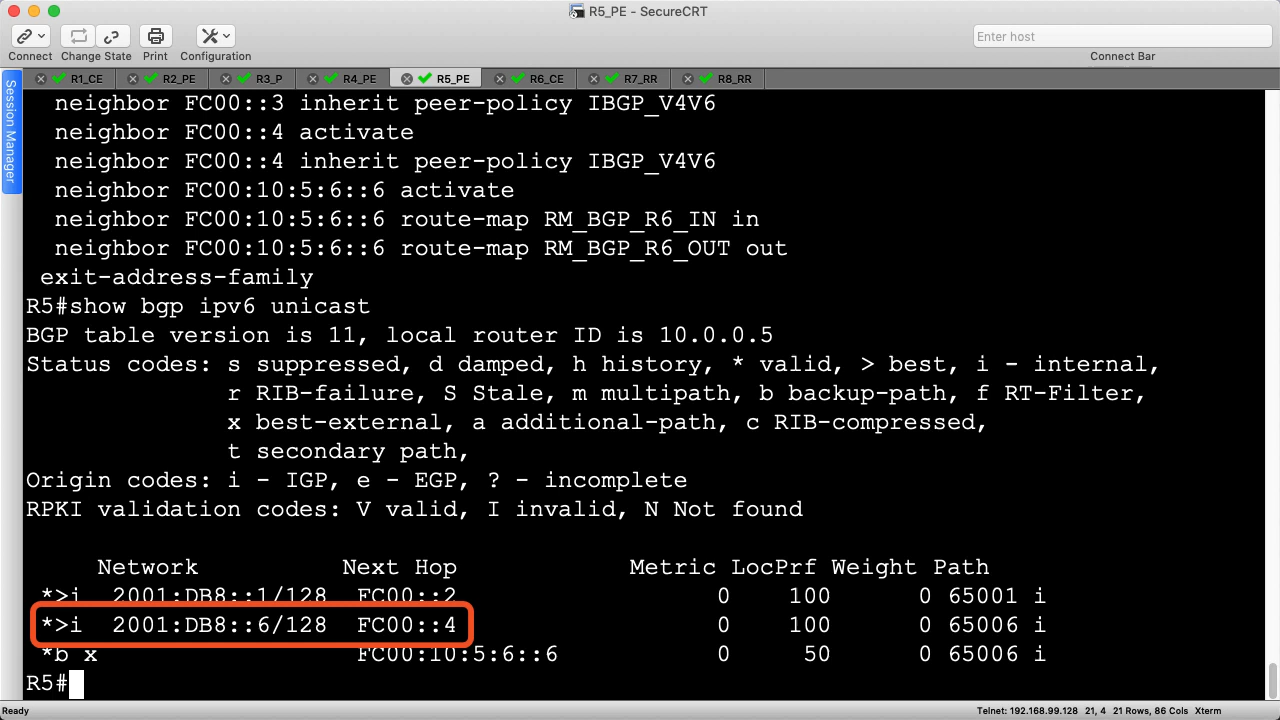 R5_PE - SecureCRT
Enter host
Connect Change State Print Configuration Connect Bar
R1_CE R2_PE R3_P R4_PE R5_PE R6_CE R7_RR R8_RR
Session Manager
neighbor FC00::3 inherit peer-policy IBGP_V4V6
neighbor FC00::4 activate
neighbor FC00::4 inherit peer-policy IBGP_V4V6
neighbor FC00:10:5:6::6 activate
neighbor FC00:10:5:6::6 route-map RM_BGP_R6_IN in
neighbor FC00:10:5:6::6 route-map RM_BGP_R6_OUT out
exit-address-family
R5#show bgp ipv6 unicast
BGP table version is 11, local router ID is 10.0.0.5
Status codes: s suppressed, d damped, h history, * valid, > best, i - internal,
r RIB-failure, S Stale, m multipath, b backup-path, f RT-Filter,
x best-external, a additional-path, c RIB-compressed,
t secondary path,
Origin codes: i - IGP, e - EGP, ? - incomplete
RPKI validation codes: V valid, I invalid, N Not found
Network Next Hop Metric LocPrf Weight Path
*>i 2001:DB8::1/128 FC00::2 0 100 0 65001 i
*>i 2001:DB8::6/128 FC00::4 0 100 0 65006 i
*b x FC00:10:5:6::6 0 50 0 65006 i
R5#
Ready Telnet: 192.168.99.128 21, 4 21 Rows, 86 Cols Xterm